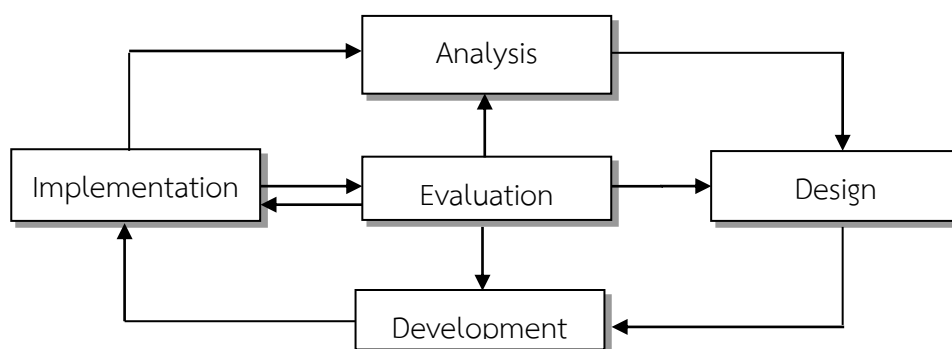 Analysis
Implementation
Evaluation
Design
Development